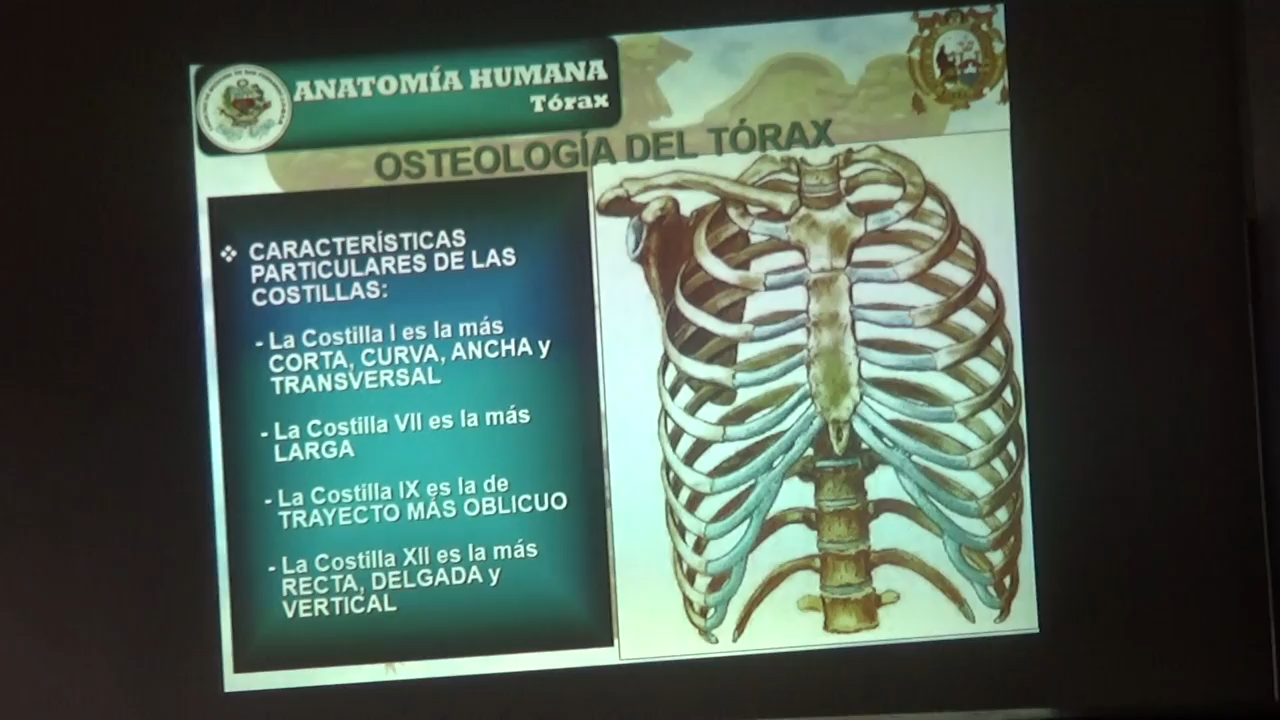 ANATOMÍA HUMANA
Tórax
OSTEOLOGÍA DEL TÓRAX
❖ CARACTERÍSTICAS
PARTICULARES DE LAS
COSTILLAS:
- La Costilla I es la más
CORTA, CURVA, ANCHA y
TRANSVERSAL
- La Costilla VII es la más
LARGA
- La Costilla IX es la de
TRAYECTO MÁS OBLICUO
- La Costilla XII es la más
RECTA, DELGADA y
VERTICAL